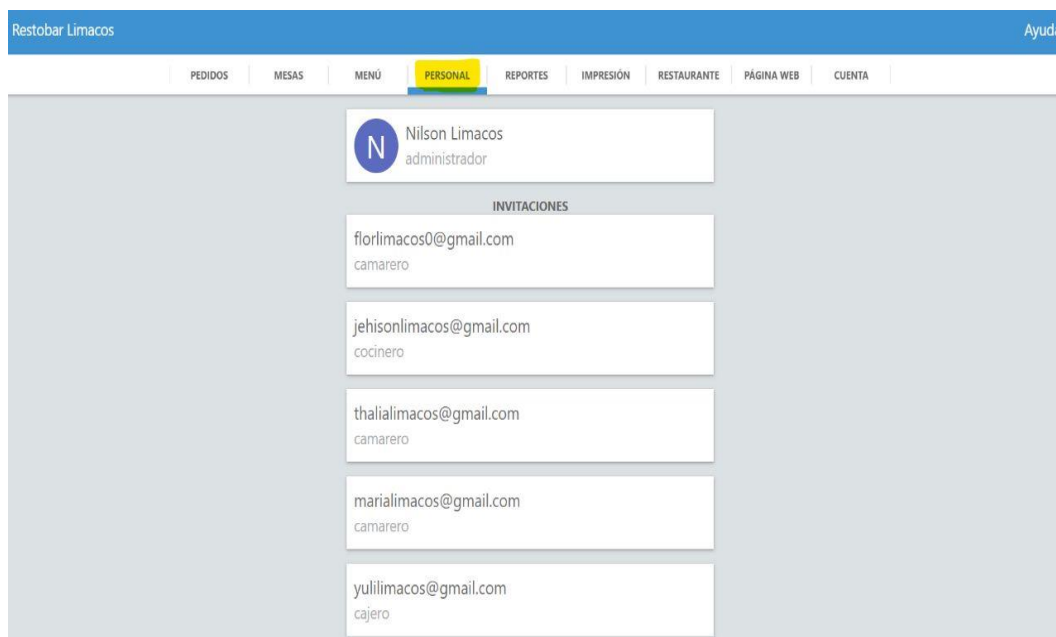 Restobar Limacos
Ayuda
PEDIDOS MESAS MENÚ PERSONAL REPORTES IMPRESIÓN RESTAURANTE PÁGINA WEB CUENTA
N
Nilson Limacos
administrador
INVITACIONES
florlimacos0@gmail.com
camarero
jehisonlimacos@gmail.com
cocinero
thalialimacos@gmail.com
camarero
marialimacos@gmail.com
camarero
yulilimacos@gmail.com
cajero